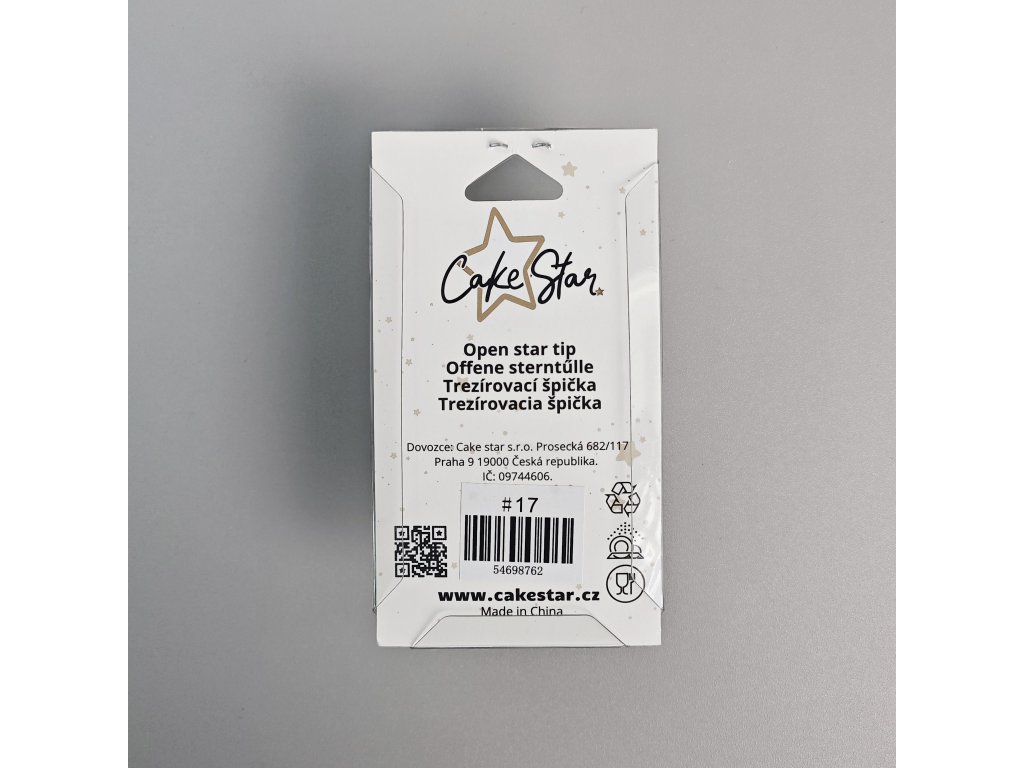 Cake Star
Open star tip
Offene sterntűlle
Trezírovací špička
Trezírovacia špička
Dovozce: Cake star s.r.o. Prosecká 682/117
Praha 9 19000 Česká republika.
IČ: 09744606.
#17
54698762
www.cakestar.cz
Made in China